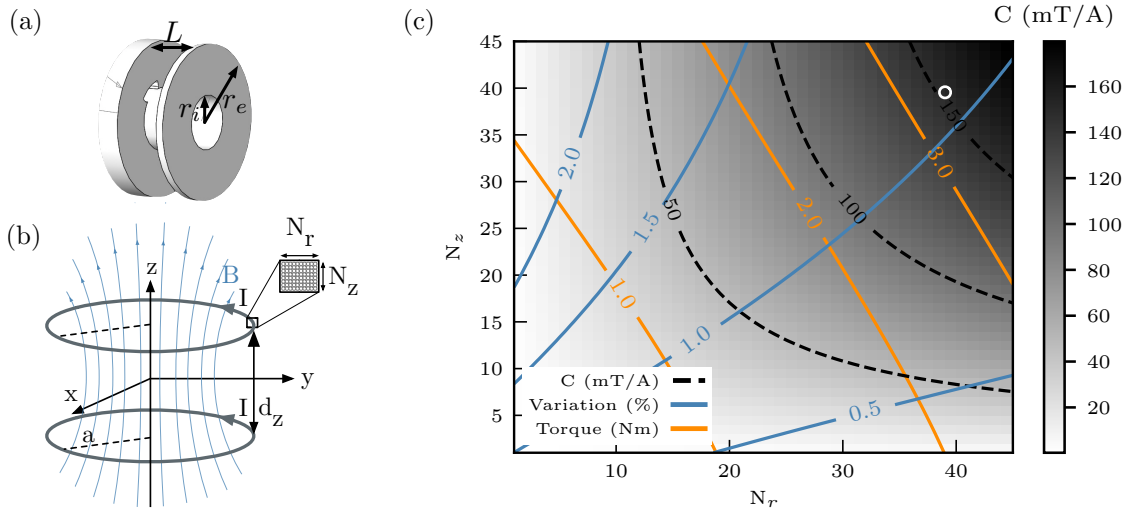 (a)
L
r_i
r_e
(b)
N_r
N_z
z
B
I
y
x
I
d_z
a
(c)
C (mT/A)
N_z
45
40
35
30
25
20
15
10
5
10
20
30
40
N_r
2.0
1.5
1.0
1.0
0.5
2.0
3.0
50
100
150
C (mT/A)
Variation (%)
Torque (Nm)
160
140
120
100
80
60
40
20